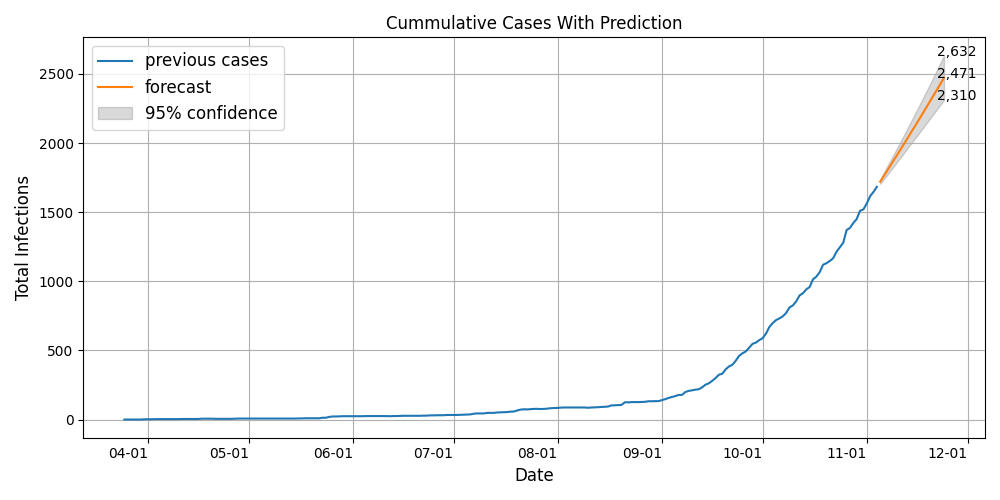 Cummulative Cases With Prediction
previous cases
forecast
95% confidence
2,632
2,471
2,310
Total Infections
2500
2000
1500
1000
500
0
04-01 05-01 06-01 07-01 08-01 09-01 10-01 11-01 12-01
Date